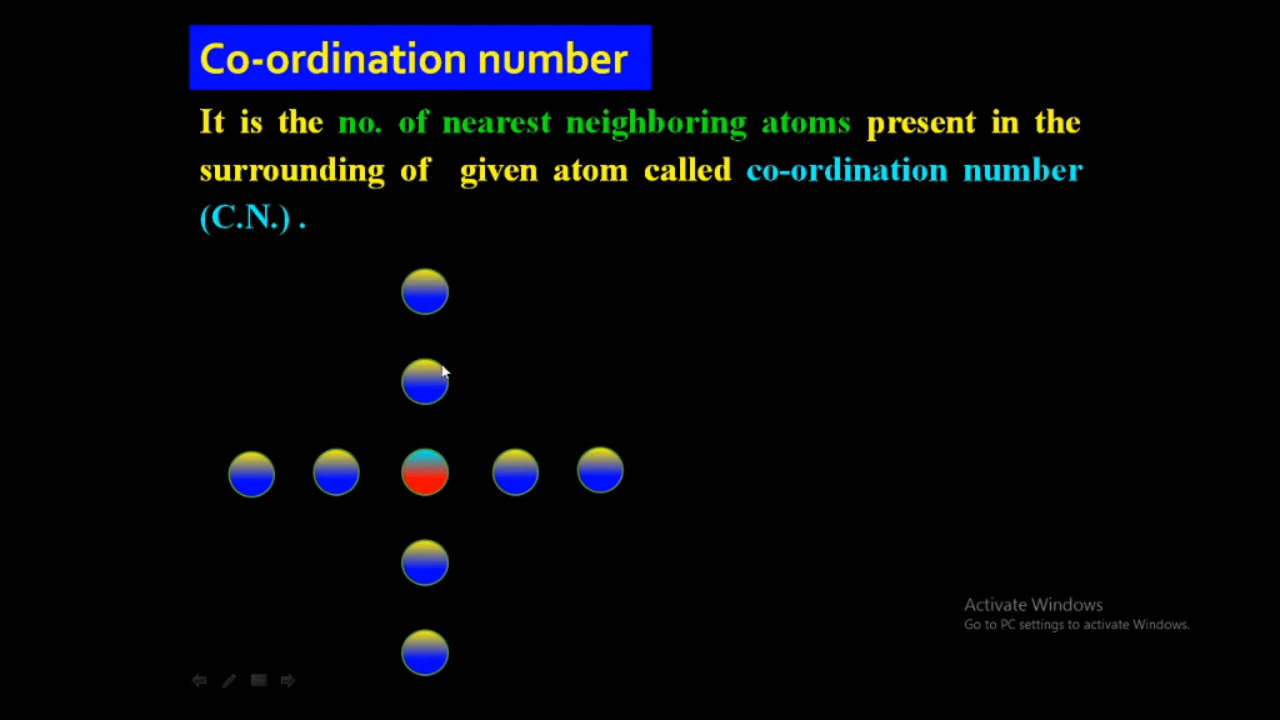 Co-ordination number
It is the no. of nearest neighboring atoms present in the
surrounding of given atom called co-ordination number
(C.N.) .
Activate Windows
Go to PC settings to activate Windows.